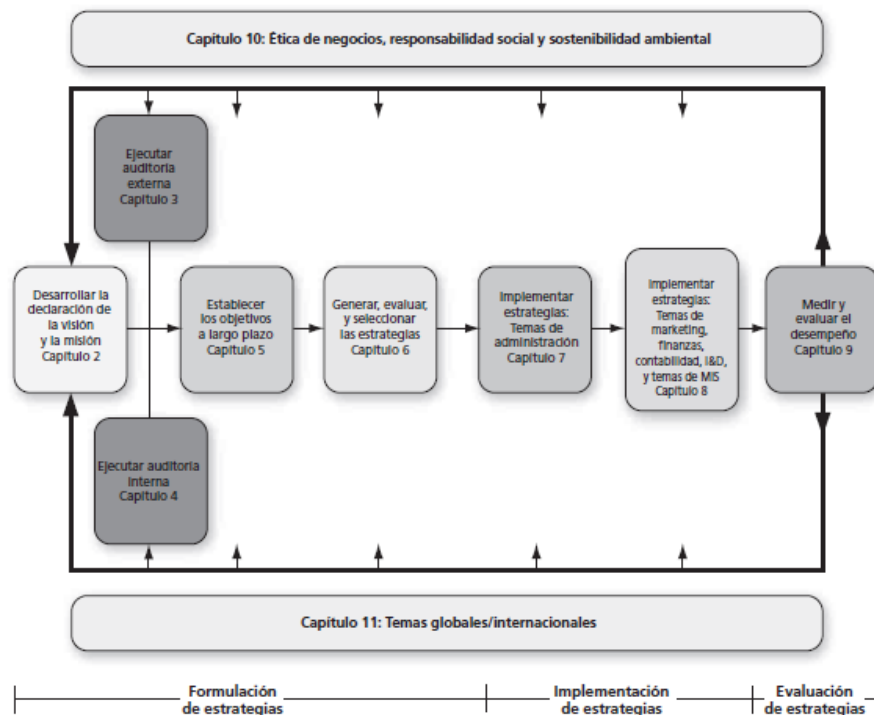 Capítulo 10: Ética de negocios, responsabilidad social y sostenibilidad ambiental
Ejecutar
auditoría
externa
Capítulo 3
Desarrollar la
declaración de
la visión
y la misión
Capítulo 2
Establecer
los objetivos
a largo plazo
Capítulo 5
Generar, evaluar,
y seleccionar
las estrategias
Capítulo 6
Implementar
estrategias:
Temas de
administración
Capítulo 7
Implementar
estrategias:
Temas de
marketing,
finanzas,
contabilidad, I&D,
y temas de MIS
Capítulo 8
Medir y
evaluar el
desempeño
Capítulo 9
Ejecutar auditoría
interna
Capítulo 4
Capítulo 11: Temas globales/internacionales
Formulación
de estrategias
Implementación
de estrategias
Evaluación
de estrategias